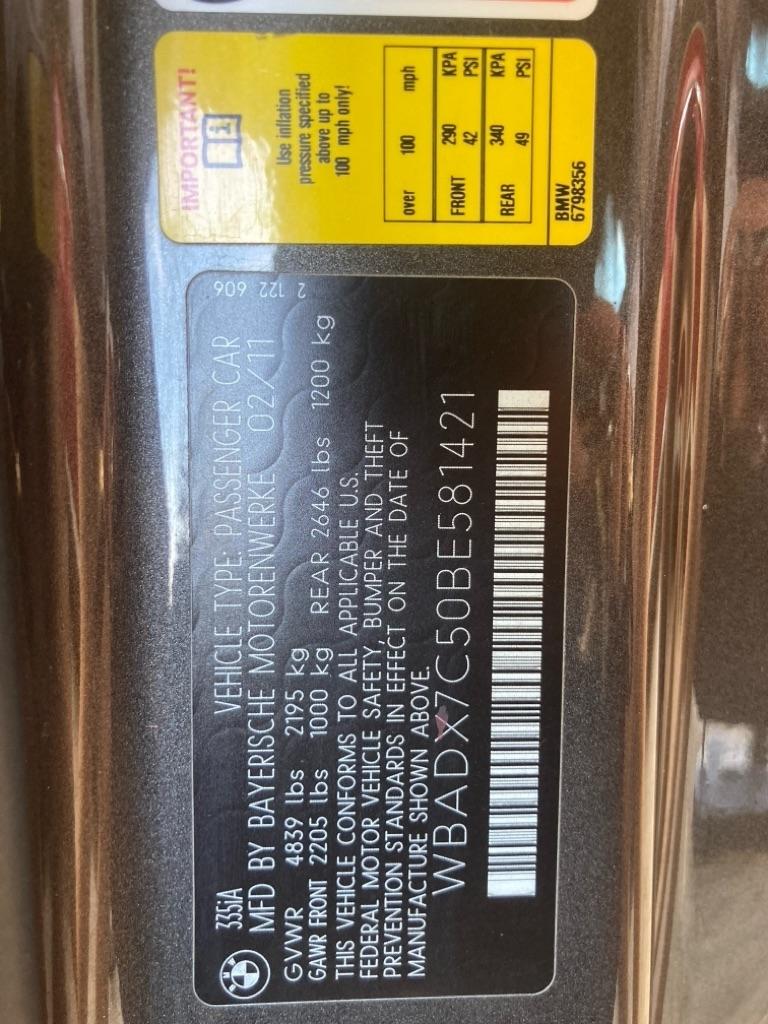 335iA VEHICLE TYPE: PASSENGER CAR 2 122 606
MFD BY BAYERISCHE MOTORENWERKE 02/11
GVWR 4839 lbs 2195 kg
GAWR FRONT 2205 lbs 1000 kg REAR 2646 lbs 1200 kg
THIS VEHICLE CONFORMS TO ALL APPLICABLE U.S.
FEDERAL MOTOR VEHICLE SAFETY, BUMPER AND THEFT
PREVENTION STANDARDS IN EFFECT ON THE DATE OF
MANUFACTURE SHOWN ABOVE.
WBADX7C50BE581421
IMPORTANT!
i
Use inflation
pressure specified
above up to
100 mph only!
over 100 mph
FRONT 290 KPA
42 PSI
REAR 340 KPA
49 PSI
BMW
6798356